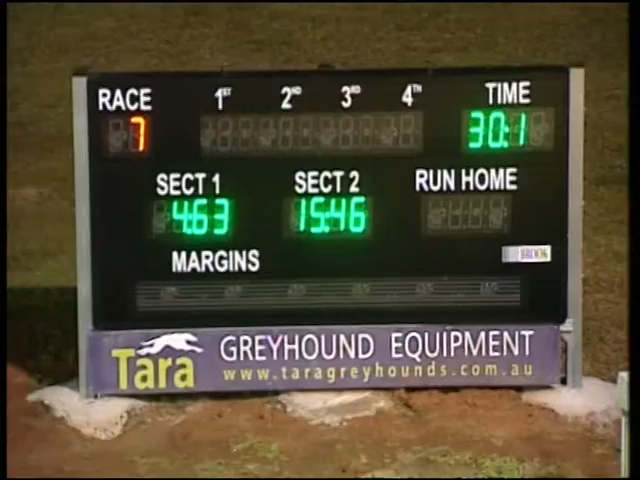 RACE 1ST 2ND 3RD 4TH TIME
7 30:1
SECT 1 SECT 2 RUN HOME
4.63 15:46
BROOK
MARGINS
Tara GREYHOUND EQUIPMENT
www.taragreyhounds.com.au